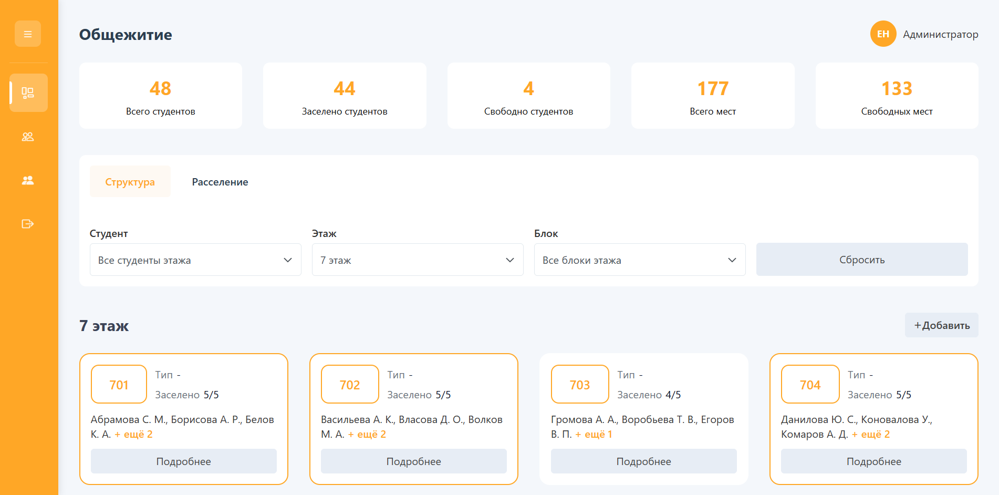 Общежитие
ЕН Администратор
48
Всего студентов
44
Заселено студентов
4
Свободно студентов
177
Всего мест
133
Свободных мест
Структура
Расселение
Студент
Все студенты этажа
Этаж
7 этаж
Блок
Все блоки этажа
Сбросить
7 этаж
+Добавить
701
Тип -
Заселено 5/5
Абрамова С. М., Борисова А. Р., Белов
К. А. + ещё 2
Подробнее
702
Тип -
Заселено 5/5
Васильева А. К., Власова Д. О., Волков
М. А. + ещё 2
Подробнее
703
Тип -
Заселено 4/5
Громова А. А., Воробьева Т. В., Егоров
В. П. + ещё 1
Подробнее
704
Тип -
Заселено 5/5
Данилова Ю. С., Коновалова У.,
Комаров А. Д. + ещё 2
Подробнее